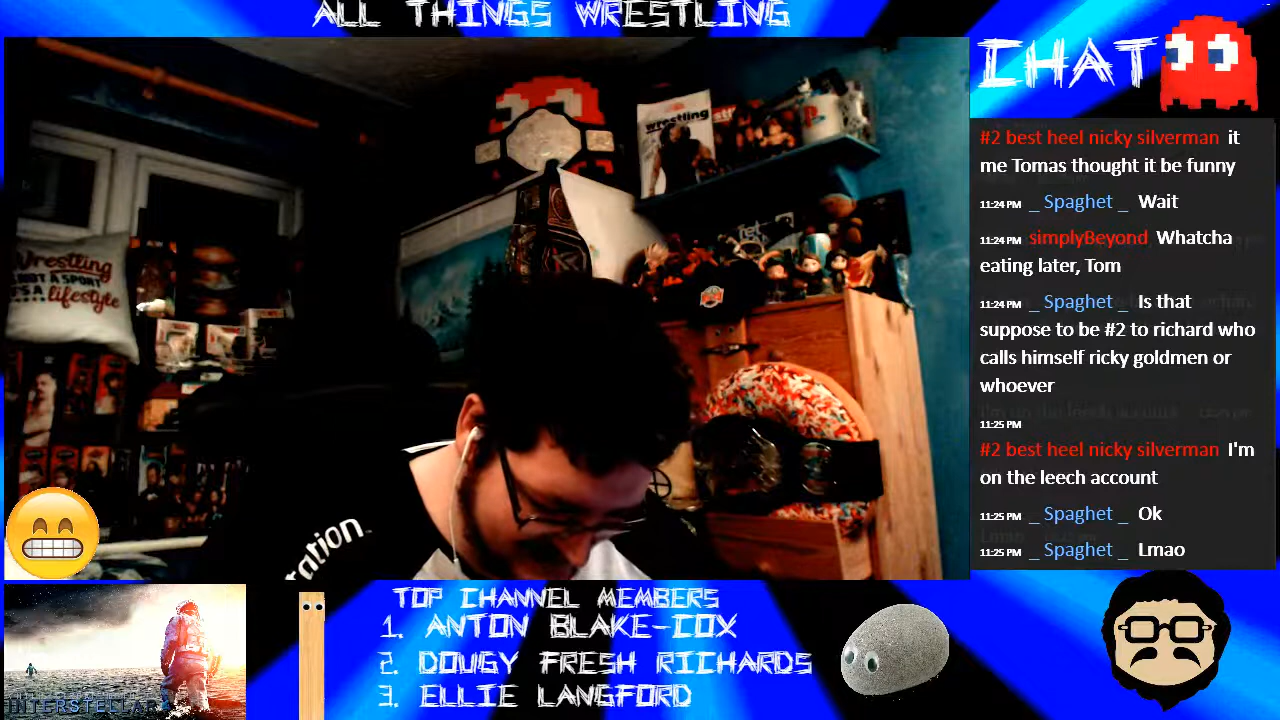 ALL THINGS WRESTLING
CHAT
#2 best heel nicky silverman it
me Tomas thought it be funny
11:24 PM _ Spaghet _ Wait
11:24 PM simplyBeyond Whatcha
eating later, Tom
11:24 PM _ Spaghet _ Is that
suppose to be #2 to richard who
calls himself ricky goldmen or
whoever
11:25 PM
#2 best heel nicky silverman I'm
on the leech account
11:25 PM _ Spaghet _ Ok
11:25 PM _ Spaghet _ Lmao
wrestling
Wrestling
NOT A SPORT
IT'S A lifestyle
ration
TOP CHANNEL MEMBERS
1. ANTON BLAKE-COX
2. DOUGY FRESH RICHARDS
3. ELLIE LANGFORD
INTERSTELLAR